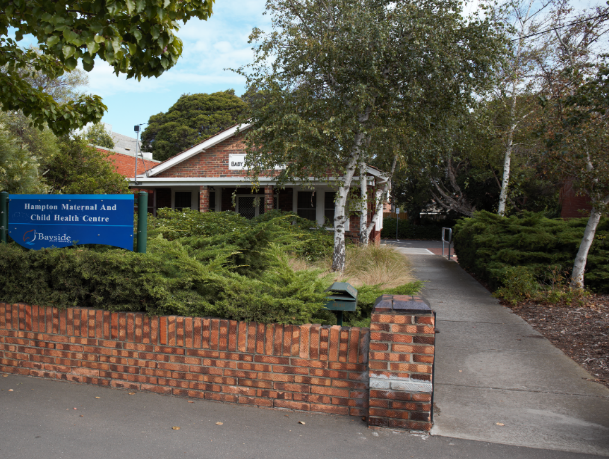 Hampton Maternal And
Child Health Centre
Bayside
BABY